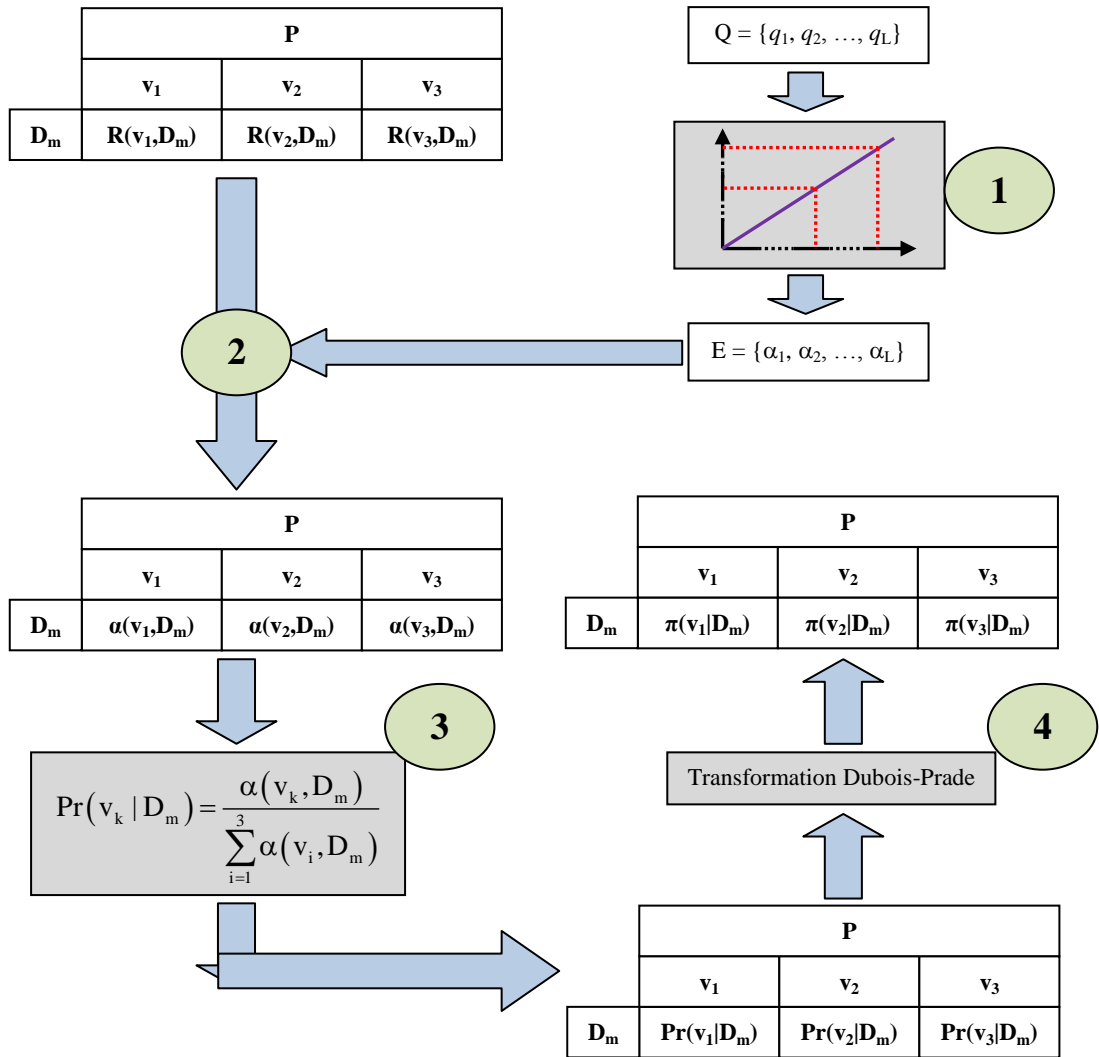 P
v₁ v₂ v₃
Dₘ R(v₁,Dₘ) R(v₂,Dₘ) R(v₃,Dₘ)
Q = {q₁, q₂, …, q_L}
1
E = {α₁, α₂, …, α_L}
2
P
v₁ v₂ v₃
Dₘ α(v₁,Dₘ) α(v₂,Dₘ) α(v₃,Dₘ)
3
Pr(vₖ | Dₘ) = α(vₖ, Dₘ) / ∑³ᵢ₌₁ α(vᵢ, Dₘ)
P
v₁ v₂ v₃
Dₘ π(v₁|Dₘ) π(v₂|Dₘ) π(v₃|Dₘ)
4
Transformation Dubois-Prade
P
v₁ v₂ v₃
Dₘ Pr(v₁|Dₘ) Pr(v₂|Dₘ) Pr(v₃|Dₘ)